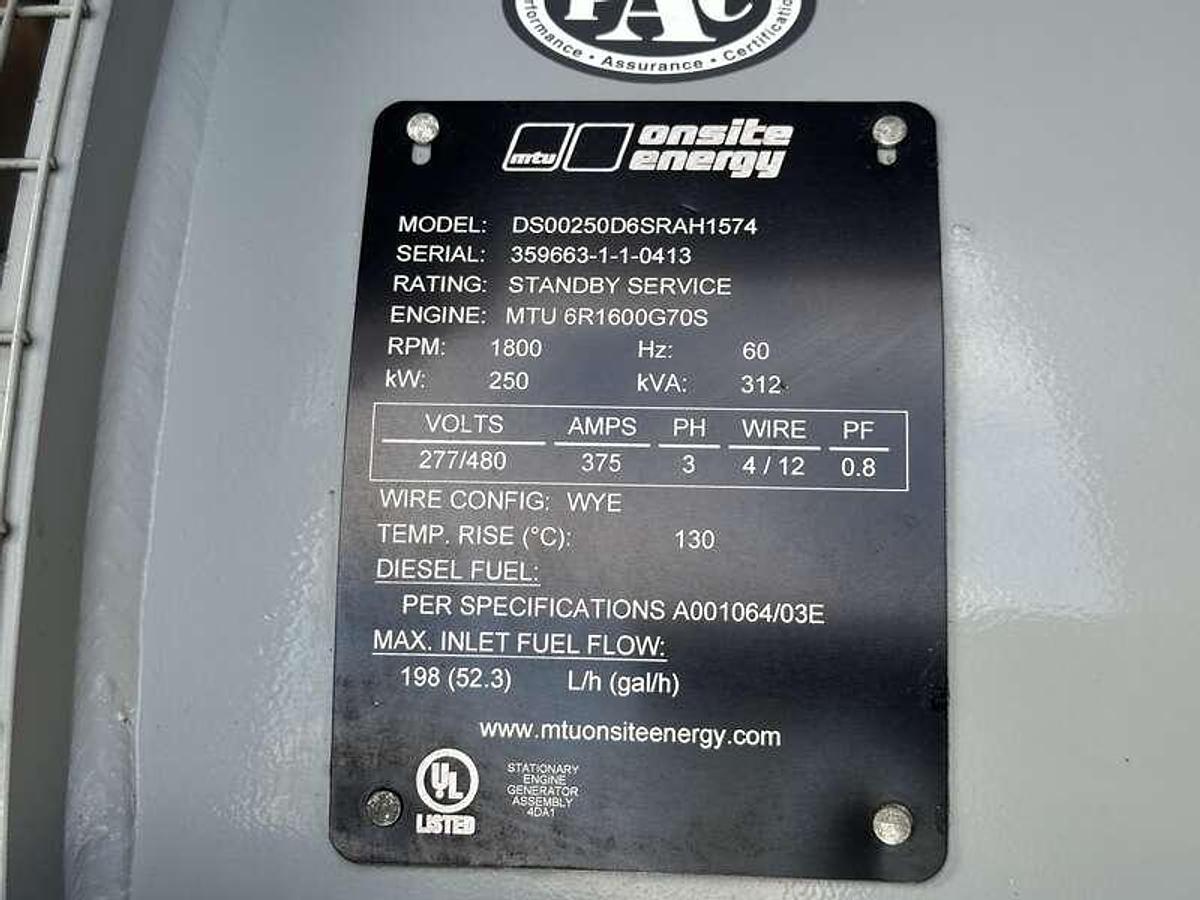 PAC
Performance • Assurance • Certification
mtu onsite energy
MODEL: DS00250D6SRAH1574
SERIAL: 359663-1-1-0413
RATING: STANDBY SERVICE
ENGINE: MTU 6R1600G70S
RPM: 1800 Hz: 60
kW: 250 kVA: 312
VOLTS AMPS PH WIRE PF
277/480 375 3 4 / 12 0.8
WIRE CONFIG: WYE
TEMP. RISE (°C): 130
DIESEL FUEL:
PER SPECIFICATIONS A001064/03E
MAX. INLET FUEL FLOW:
198 (52.3) L/h (gal/h)
www.mtuonsiteenergy.com
UL
LISTED
STATIONARY
ENGINE
GENERATOR
ASSEMBLY
4DA1